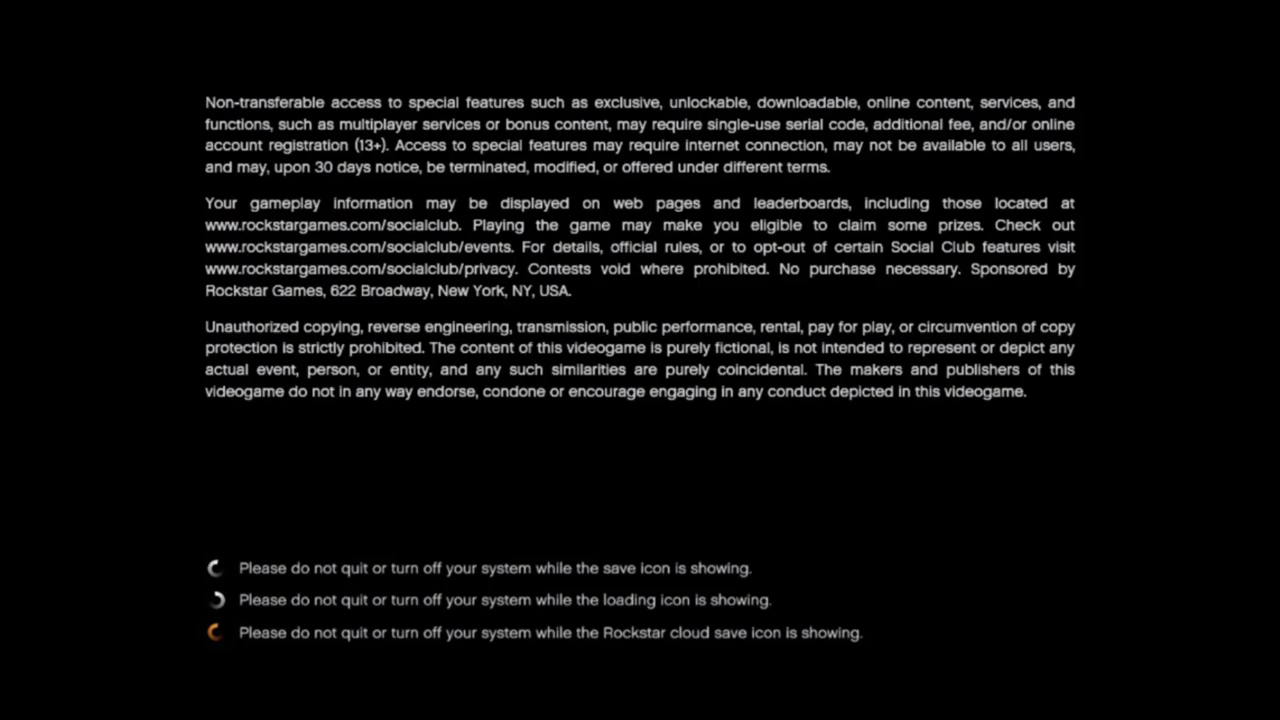 Non-transferable access to special features such as exclusive, unlockable, downloadable, online content, services, and
functions, such as multiplayer services or bonus content, may require single-use serial code, additional fee, and/or online
account registration (13+). Access to special features may require internet connection, may not be available to all users,
and may, upon 30 days notice, be terminated, modified, or offered under different terms.
Your gameplay information may be displayed on web pages and leaderboards, including those located at
www.rockstargames.com/socialclub. Playing the game may make you eligible to claim some prizes. Check out
www.rockstargames.com/socialclub/events. For details, official rules, or to opt-out of certain Social Club features visit
www.rockstargames.com/socialclub/privacy. Contests void where prohibited. No purchase necessary. Sponsored by
Rockstar Games, 622 Broadway, New York, NY, USA.
Unauthorized copying, reverse engineering, transmission, public performance, rental, pay for play, or circumvention of copy
protection is strictly prohibited. The content of this videogame is purely fictional, is not intended to represent or depict any
actual event, person, or entity, and any such similarities are purely coincidental. The makers and publishers of this
videogame do not in any way endorse, condone or encourage engaging in any conduct depicted in this videogame.
Please do not quit or turn off your system while the save icon is showing.
Please do not quit or turn off your system while the loading icon is showing.
Please do not quit or turn off your system while the Rockstar cloud save icon is showing.